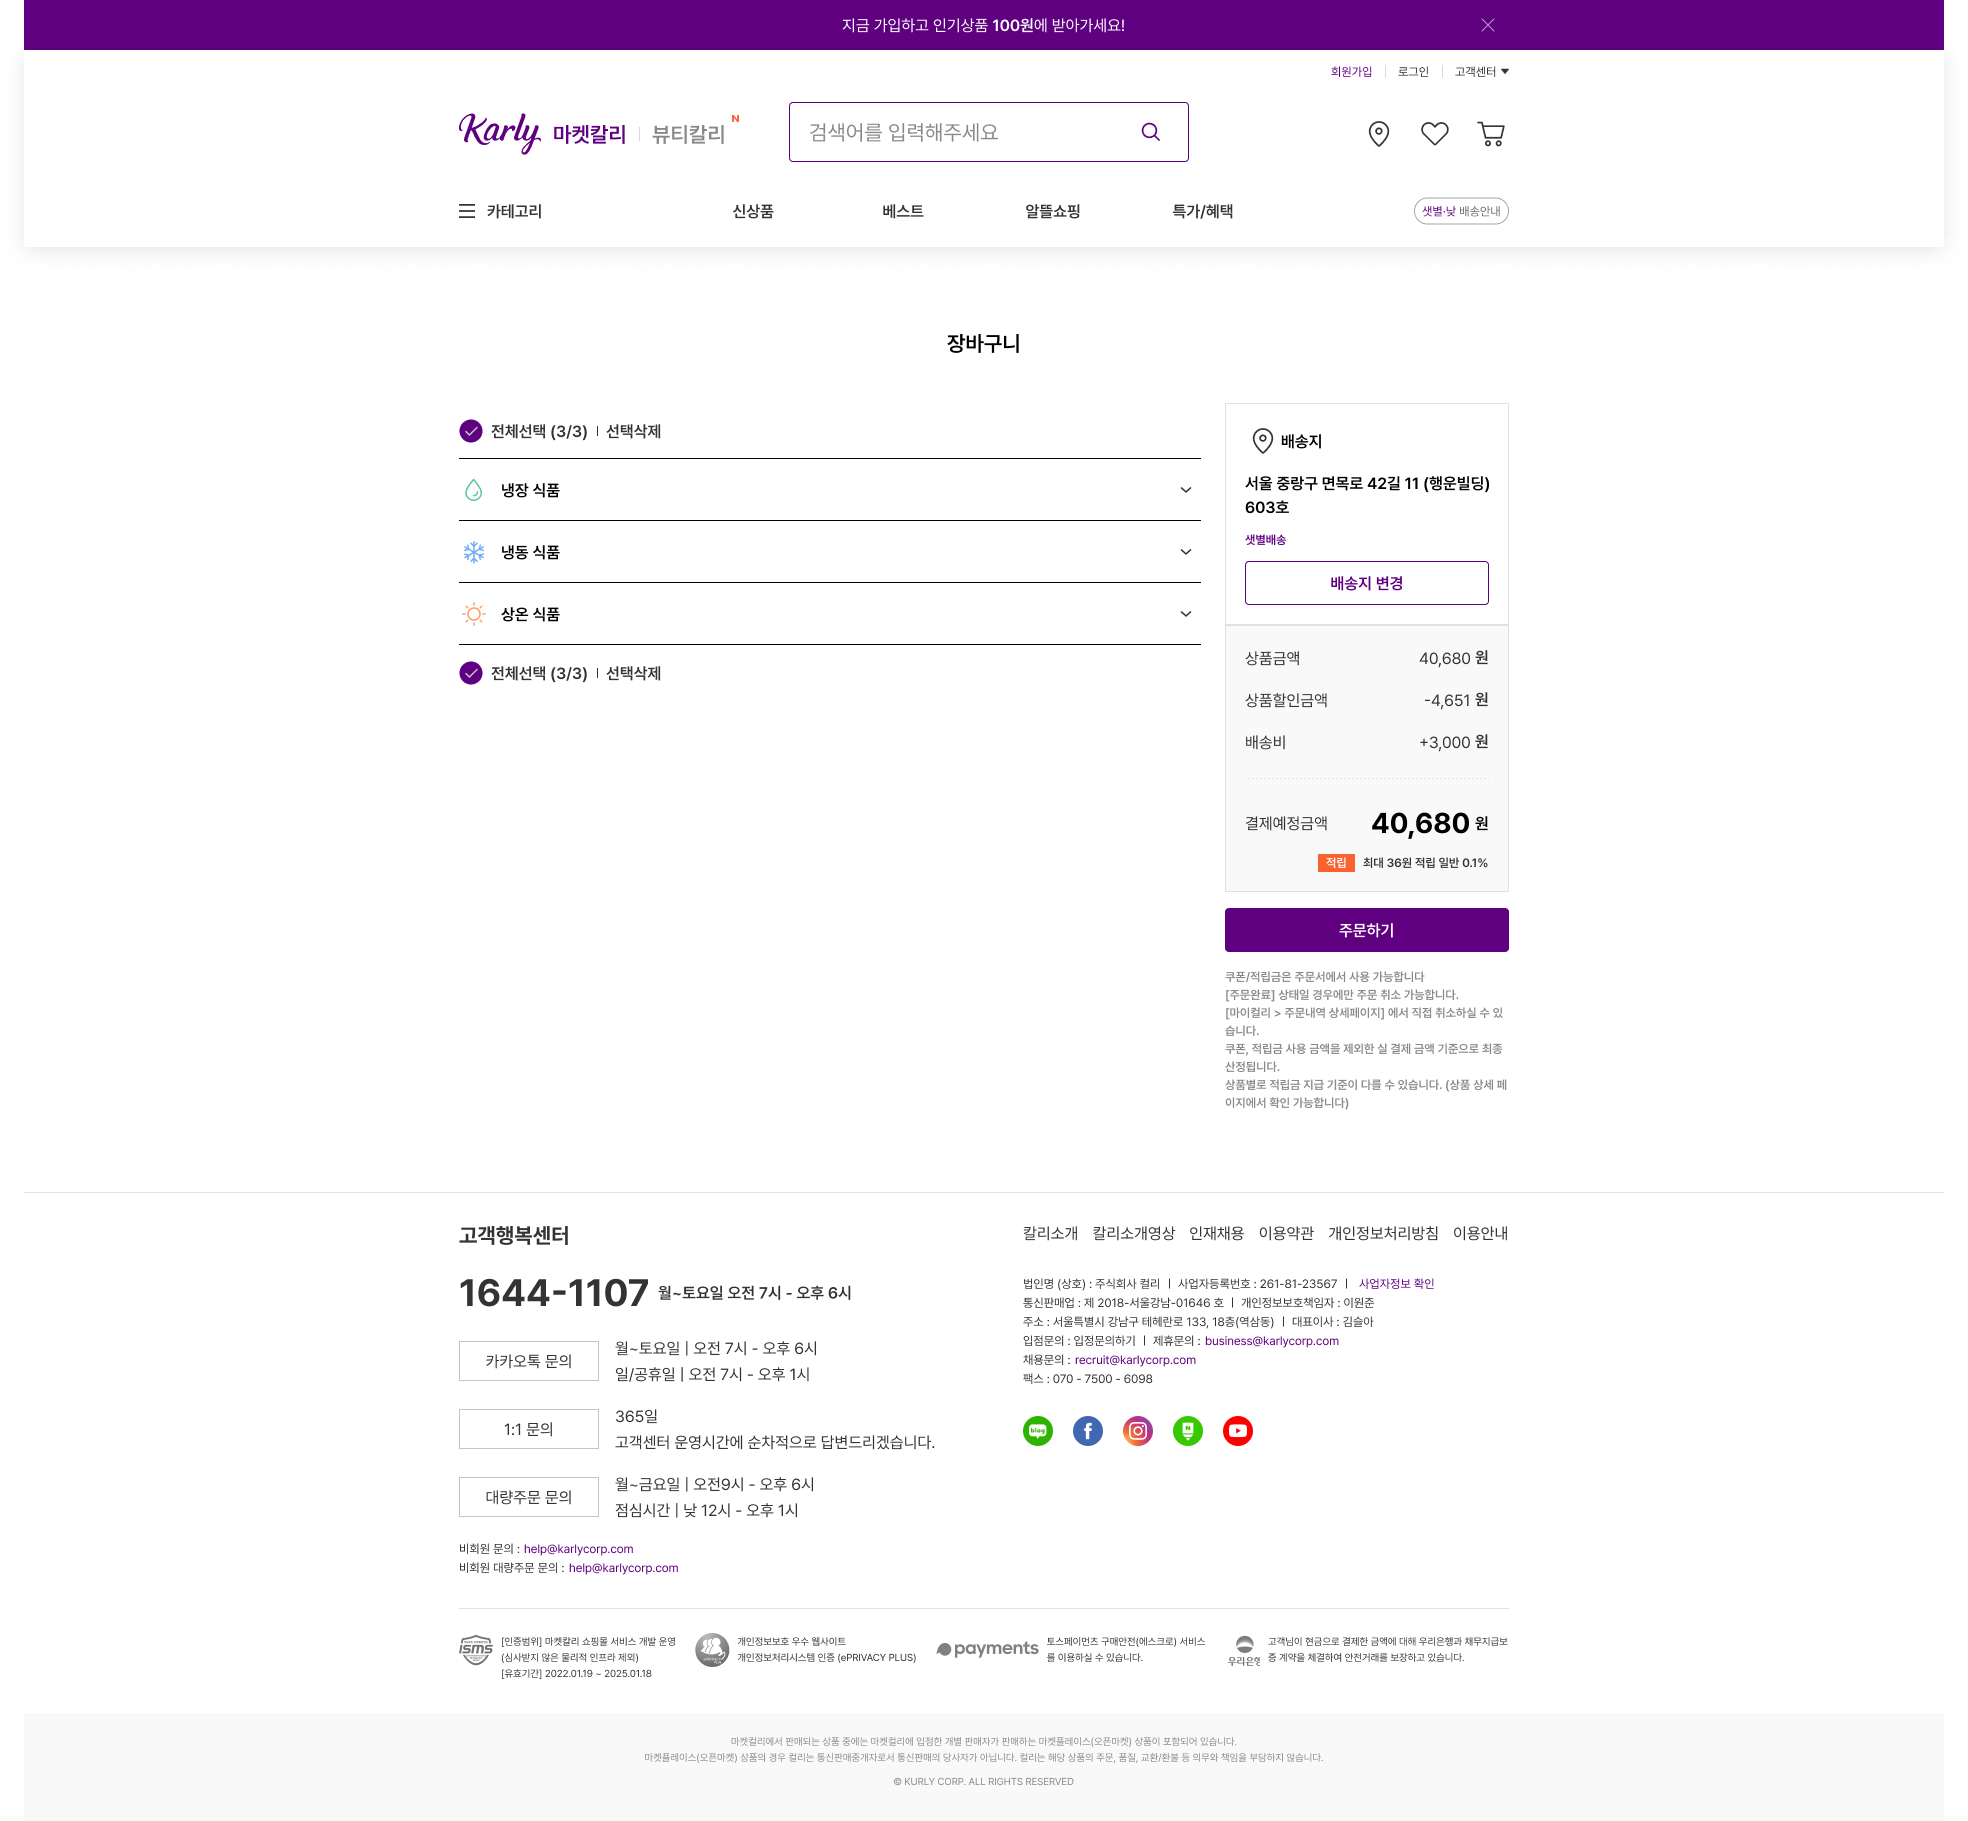 지금 가입하고 인기상품 100원에 받아가세요!
회원가입 로그인 고객센터
Karly 마켓칼리 뷰티칼리 N
검색어를 입력해주세요
카테고리 신상품 베스트 알뜰쇼핑 특가/혜택 샛별·낮 배송안내
장바구니
전체선택 (3/3) | 선택삭제
냉장 식품
냉동 식품
상온 식품
전체선택 (3/3) | 선택삭제
배송지
서울 중랑구 면목로 42길 11 (행운빌딩)
603호
샛별배송
배송지 변경
상품금액 40,680 원
상품할인금액 -4,651 원
배송비 +3,000 원
결제예정금액 40,680 원
적립 최대 36원 적립 일반 0.1%
주문하기
쿠폰/적립금은 주문서에서 사용 가능합니다
[주문완료] 상태일 경우에만 주문 취소 가능합니다.
[마이컬리 > 주문내역 상세페이지] 에서 직접 취소하실 수 있
습니다.
쿠폰, 적립금 사용 금액을 제외한 실 결제 금액 기준으로 최종
산정됩니다.
상품별로 적립금 지급 기준이 다를 수 있습니다. (상품 상세 페
이지에서 확인 가능합니다)
고객행복센터
1644-1107 월~토요일 오전 7시 - 오후 6시
카카오톡 문의
월~토요일 | 오전 7시 - 오후 6시
일/공휴일 | 오전 7시 - 오후 1시
1:1 문의
365일
고객센터 운영시간에 순차적으로 답변드리겠습니다.
대량주문 문의
월~금요일 | 오전9시 - 오후 6시
점심시간 | 낮 12시 - 오후 1시
비회원 문의 : help@karlycorp.com
비회원 대량주문 문의 : help@karlycorp.com
칼리소개 칼리소개영상 인재채용 이용약관 개인정보처리방침 이용안내
법인명 (상호) : 주식회사 컬리 | 사업자등록번호 : 261-81-23567 | 사업자정보 확인
통신판매업 : 제 2018-서울강남-01646 호 | 개인정보보호책임자 : 이원준
주소 : 서울특별시 강남구 테헤란로 133, 18층(역삼동) | 대표이사 : 김슬아
입점문의 : 입정문의하기 | 제휴문의 : business@karlycorp.com
채용문의 : recruit@karlycorp.com
팩스 : 070 - 7500 - 6098
blog
isms
[인증범위] 마켓칼리 쇼핑몰 서비스 개발 운영
(심사받지 않은 물리적 인프라 제외)
[유효기간] 2022.01.19 ~ 2025.01.18
개인정보보호 우수 웹사이트
개인정보처리시스템 인증 (ePRIVACY PLUS)
payments
토스페이먼츠 구매안전(에스크로) 서비스
를 이용하실 수 있습니다.
우리은행
고객님이 현금으로 결제한 금액에 대해 우리은행과 채무지급보
증 계약을 체결하여 안전거래를 보장하고 있습니다.
마켓컬리에서 판매되는 상품 중에는 마켓컬리에 입점한 개별 판매자가 판매하는 마켓플레이스(오픈마켓) 상품이 포함되어 있습니다.
마켓플레이스(오픈마켓) 상품의 경우 컬리는 통신판매중개자로서 통신판매의 당사자가 아닙니다. 컬리는 해당 상품의 주문, 품질, 교환/환불 등 의무와 책임을 부담하지 않습니다.
© KURLY CORP. ALL RIGHTS RESERVED